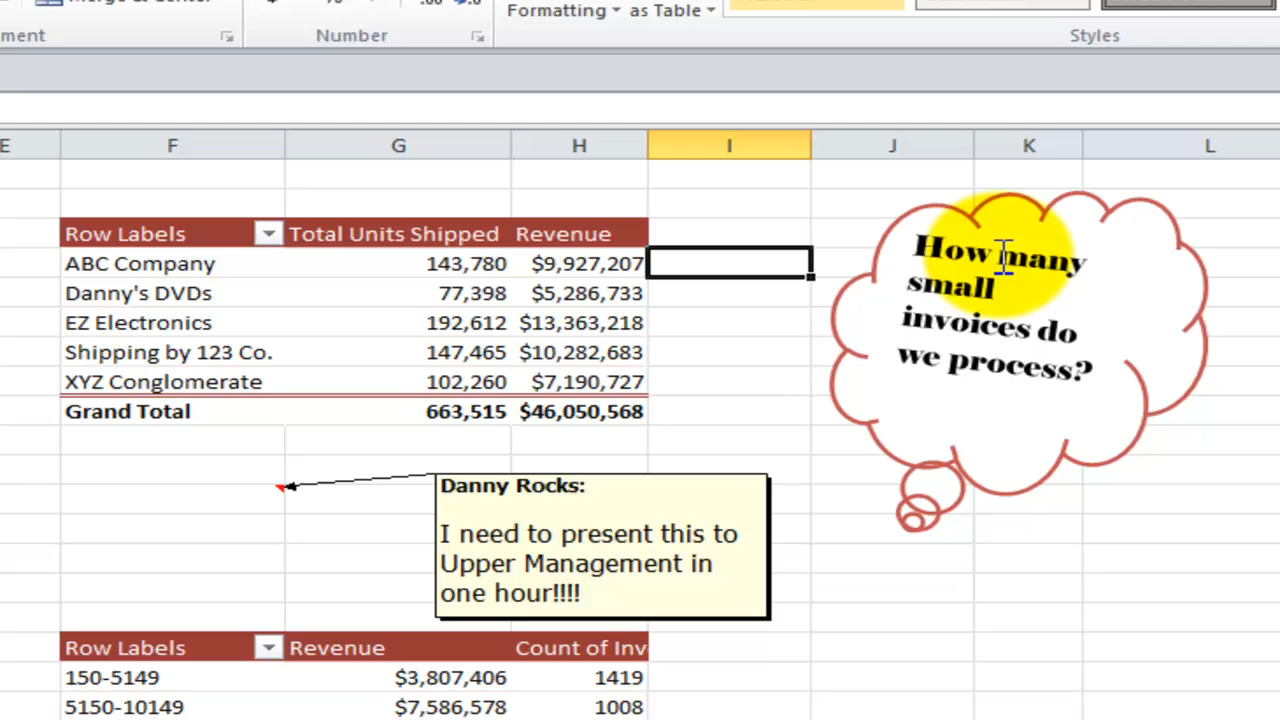 Formatting as Table
ment Number Styles
E F G H I J K L
Row Labels Total Units Shipped Revenue
ABC Company 143,780 $9,927,207
Danny's DVDs 77,398 $5,286,733
EZ Electronics 192,612 $13,363,218
Shipping by 123 Co. 147,465 $10,282,683
XYZ Conglomerate 102,260 $7,190,727
Grand Total 663,515 $46,050,568
How many
small
invoices do
we process?
Danny Rocks:
I need to present this to
Upper Management in
one hour!!!!
Row Labels Revenue Count of Inv
150-5149 $3,807,406 1419
5150-10149 $7,586,578 1008